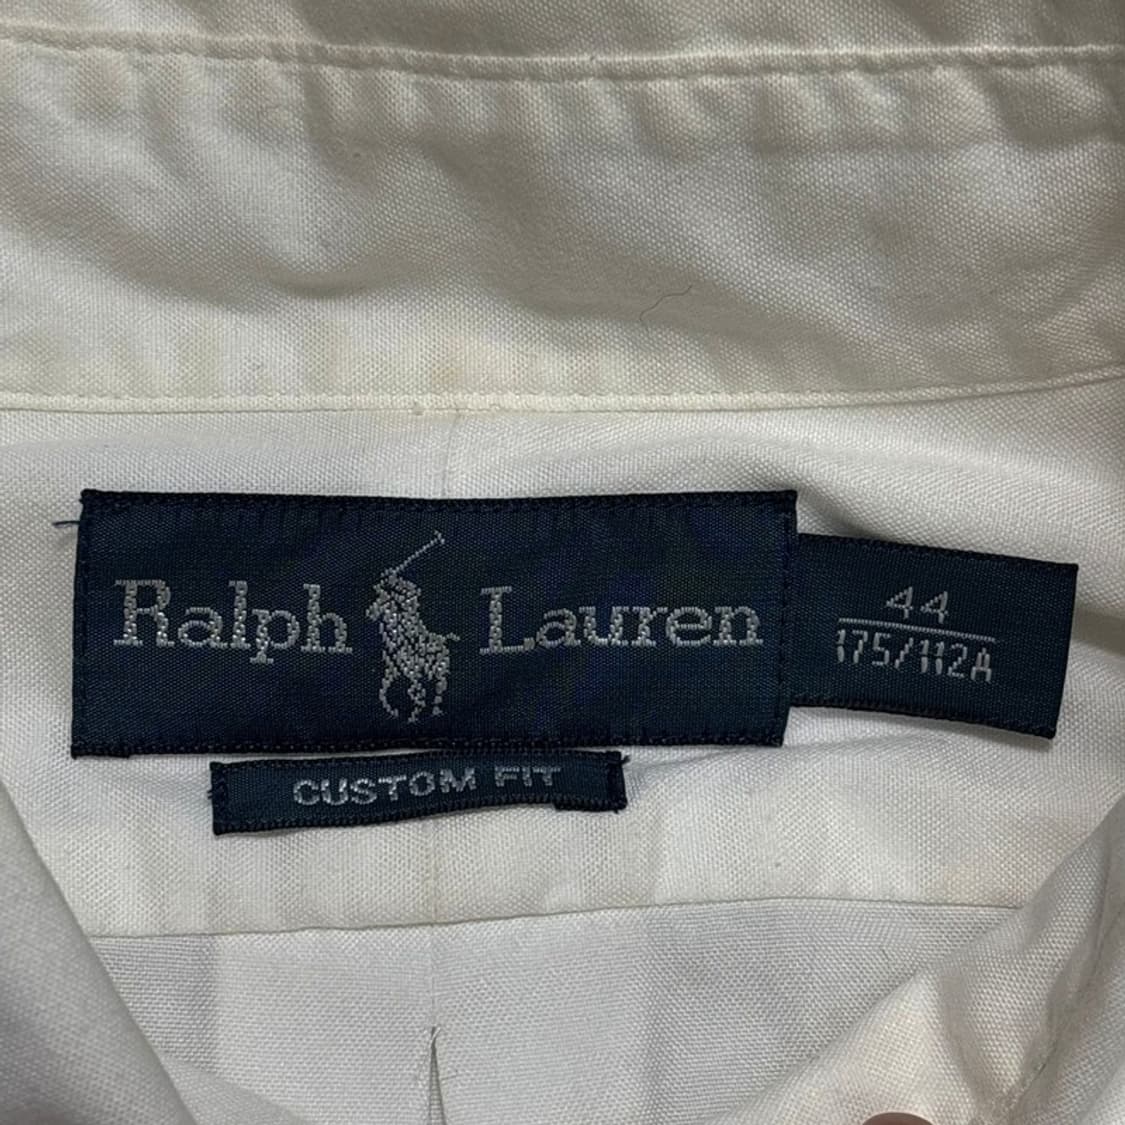 Ralph Lauren
44
175/112A
CUSTOM FIT